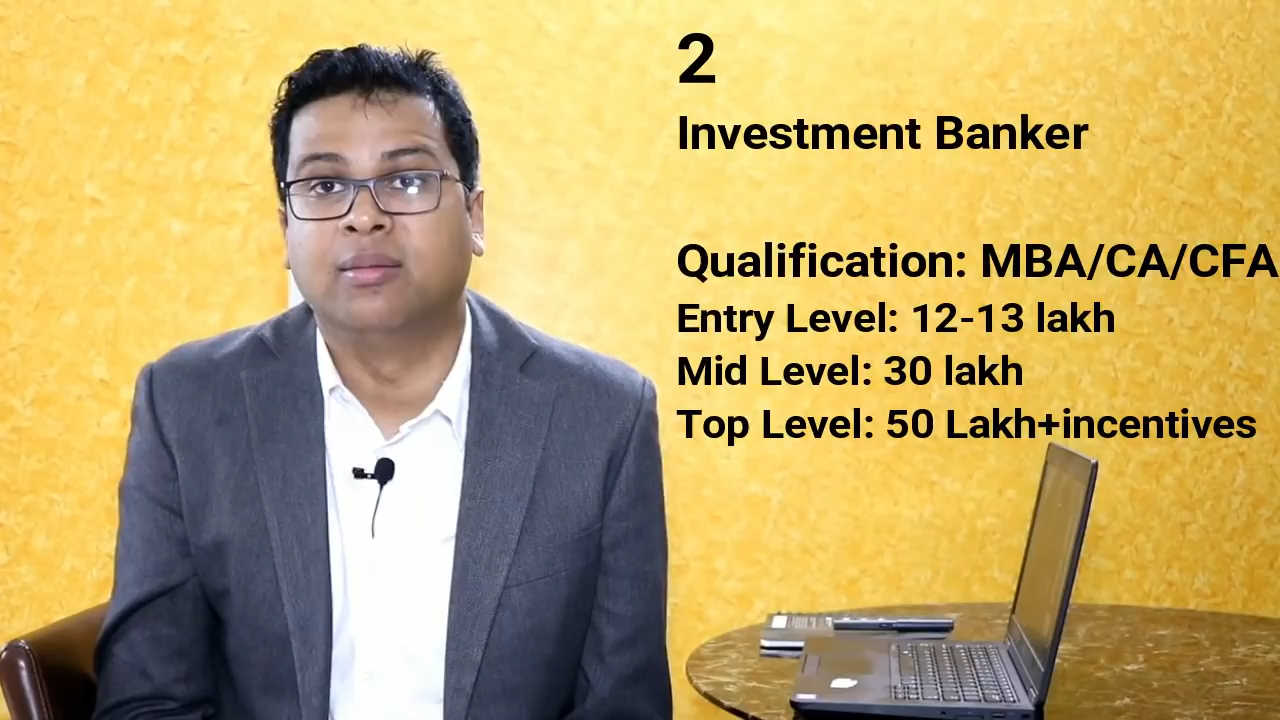 2
Investment Banker
Qualification: MBA/CA/CFA
Entry Level: 12-13 lakh
Mid Level: 30 lakh
Top Level: 50 Lakh+incentives